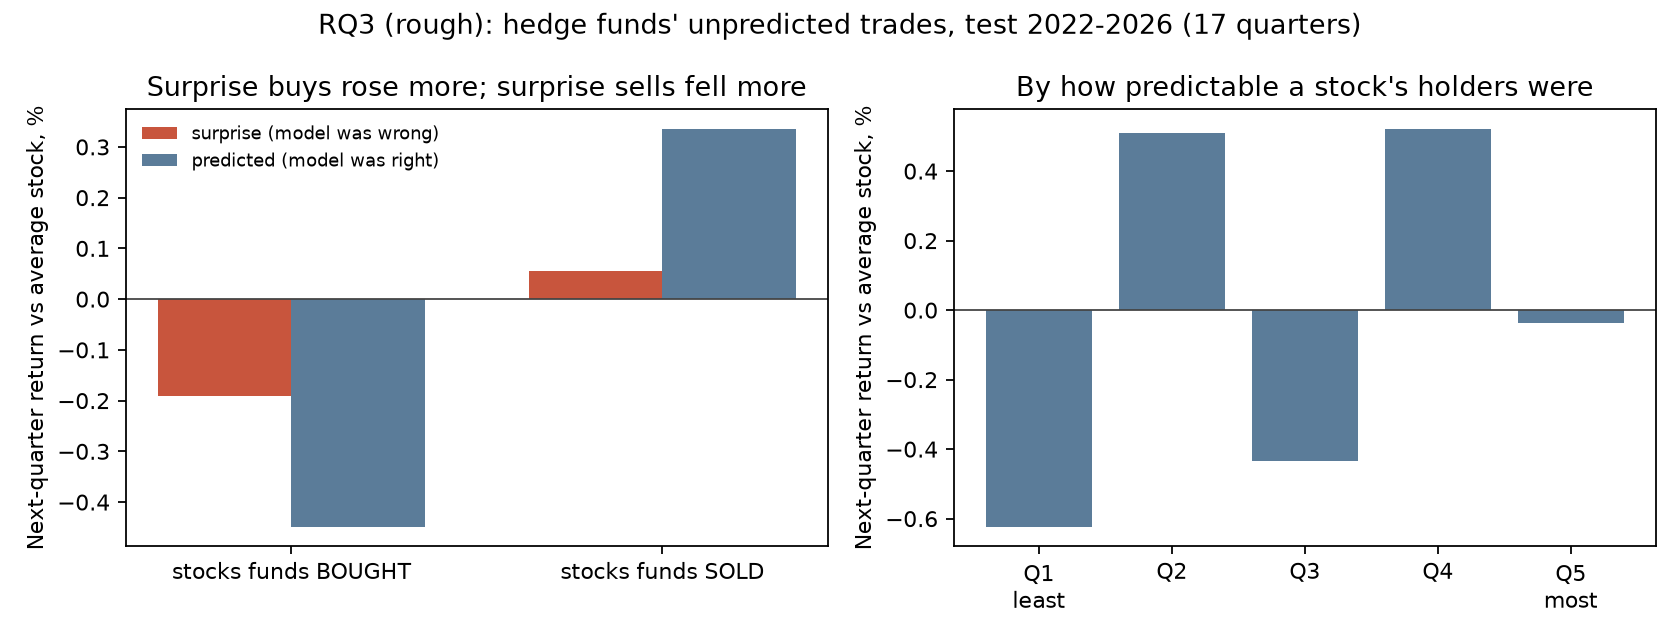 RQ3 (rough): hedge funds' unpredicted trades, test 2022-2026 (17 quarters)
Surprise buys rose more; surprise sells fell more
Next-quarter return vs average stock, %
surprise (model was wrong)
predicted (model was right)
0.3
0.2
0.1
0.0
−0.1
−0.2
−0.3
−0.4
stocks funds BOUGHT
stocks funds SOLD
By how predictable a stock's holders were
Next-quarter return vs average stock, %
0.4
0.2
0.0
−0.2
−0.4
−0.6
Q1
least
Q2
Q3
Q4
Q5
most